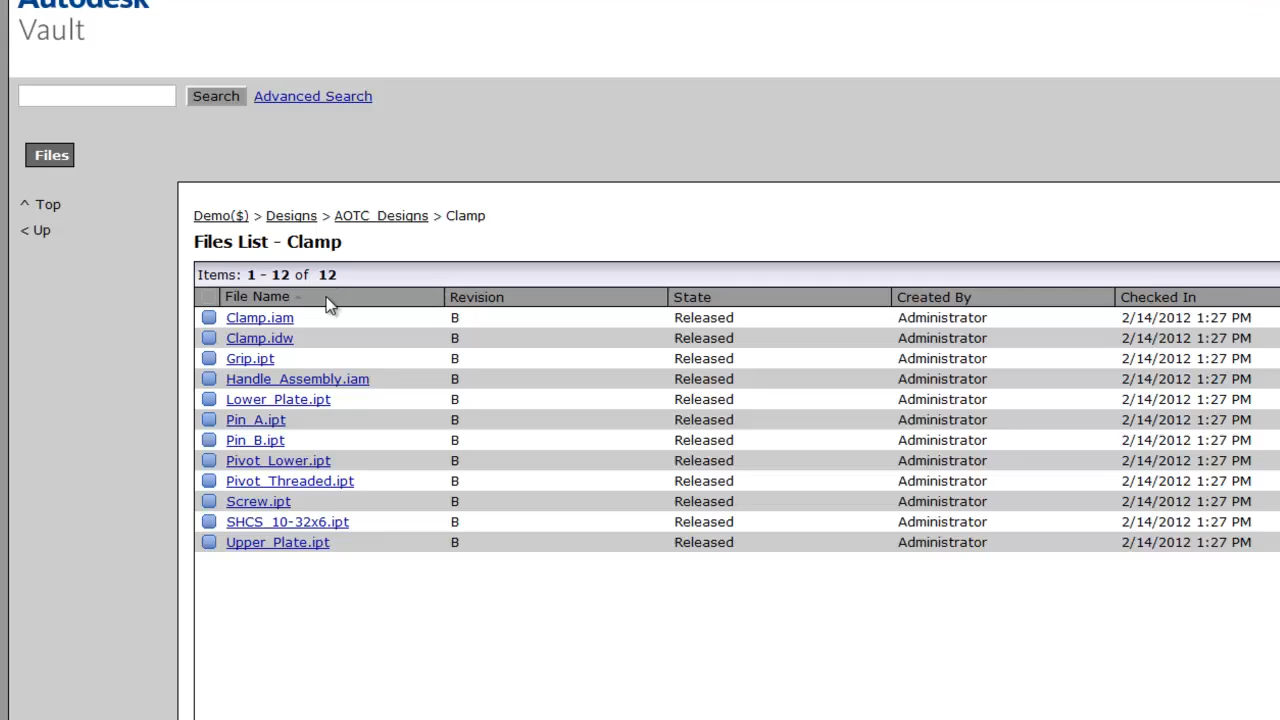 Autodesk
Vault
Search Advanced Search
Files
^ Top
< Up
Demo($) > Designs > AOTC_Designs > Clamp
Files List - Clamp
Items: 1 - 12 of 12
File Name Revision State Created By Checked In
Clamp.iam B Released Administrator 2/14/2012 1:27 PM
Clamp.idw B Released Administrator 2/14/2012 1:27 PM
Grip.ipt B Released Administrator 2/14/2012 1:27 PM
Handle_Assembly.iam B Released Administrator 2/14/2012 1:27 PM
Lower_Plate.ipt B Released Administrator 2/14/2012 1:27 PM
Pin_A.ipt B Released Administrator 2/14/2012 1:27 PM
Pin_B.ipt B Released Administrator 2/14/2012 1:27 PM
Pivot_Lower.ipt B Released Administrator 2/14/2012 1:27 PM
Pivot_Threaded.ipt B Released Administrator 2/14/2012 1:27 PM
Screw.ipt B Released Administrator 2/14/2012 1:27 PM
SHCS_10-32x6.ipt B Released Administrator 2/14/2012 1:27 PM
Upper_Plate.ipt B Released Administrator 2/14/2012 1:27 PM